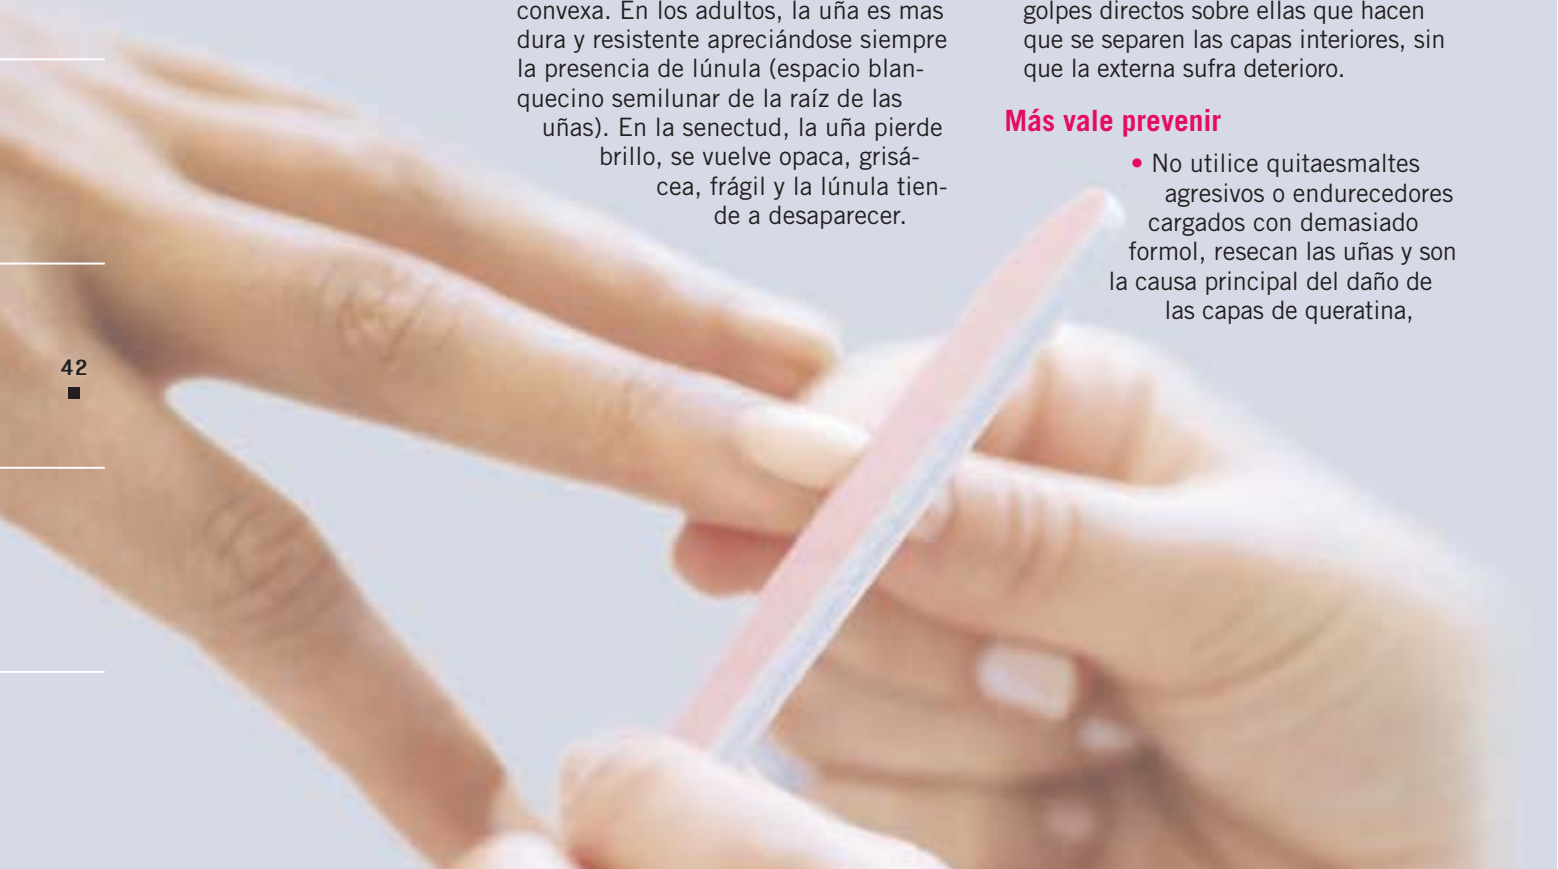 convexa. En los adultos, la uña es mas
dura y resistente apreciándose siempre
la presencia de lúnula (espacio blan-
quecino semilunar de la raíz de las
uñas). En la senectud, la uña pierde
brillo, se vuelve opaca, grisá-
cea, frágil y la lúnula tien-
de a desaparecer.
golpes directos sobre ellas que hacen
que se separen las capas interiores, sin
que la externa sufra deterioro.
Más vale prevenir
• No utilice quitaesmaltes
agresivos o endurecedores
cargados con demasiado
formol, resecan las uñas y son
la causa principal del daño de
las capas de queratina,
42